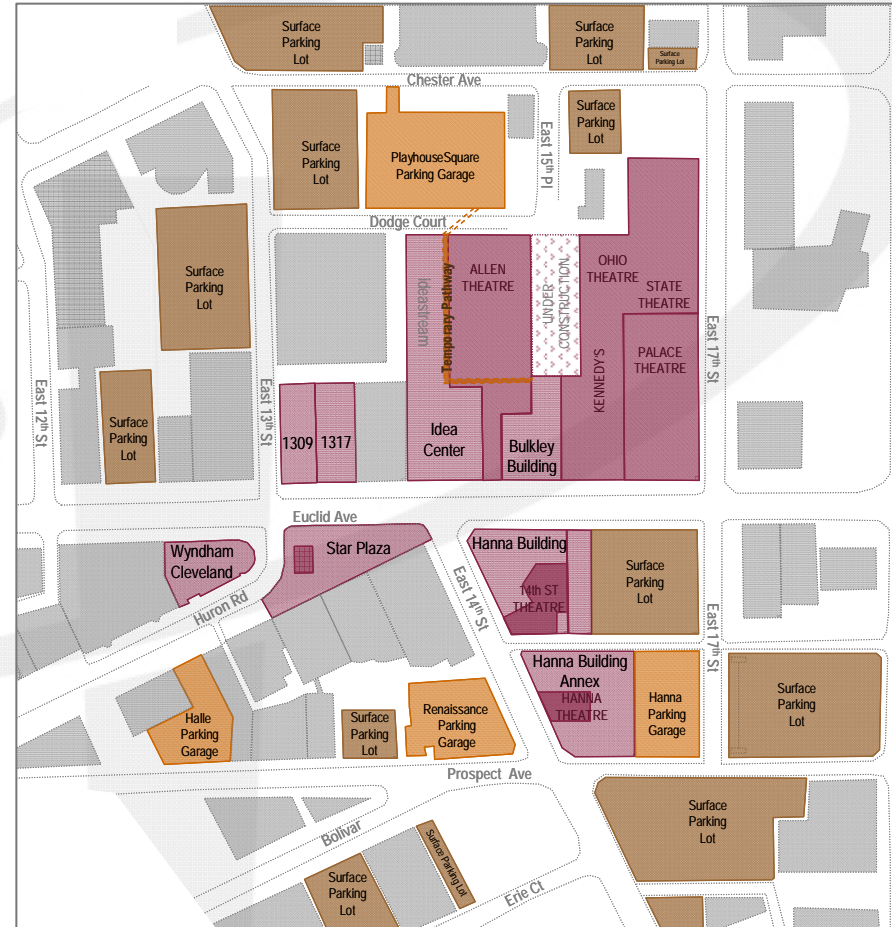 Surface
Parking
Lot
Surface
Parking
Lot
Surface
Parking Lot
Chester Ave
Surface
Parking
Lot
PlayhouseSquare
Parking Garage
East 15th Pl
Surface
Parking
Lot
Dodge Court
Surface
Parking
Lot
Ideastream
Temporary Pathway
ALLEN
THEATRE
UNDER
CONSTRUCTION
OHIO
THEATRE
STATE
THEATRE
KENNEDY'S
PALACE
THEATRE
East 17th St
East 12th St
Surface
Parking
Lot
East 13th St
1309
1317
Idea
Center
Bulkley
Building
Euclid Ave
Wyndham
Cleveland
Star Plaza
Huron Rd
East 14th St
Hanna Building
14th ST
THEATRE
Surface
Parking
Lot
East 17th St
Hanna Building
Annex
HANNA
THEATRE
Hanna
Parking
Garage
Surface
Parking
Lot
Halle
Parking
Garage
Surface
Parking
Lot
Renaissance
Parking
Garage
Prospect Ave
Bolivar
Surface
Parking
Lot
Surface Parking Lot
Erie Ct
Surface
Parking
Lot